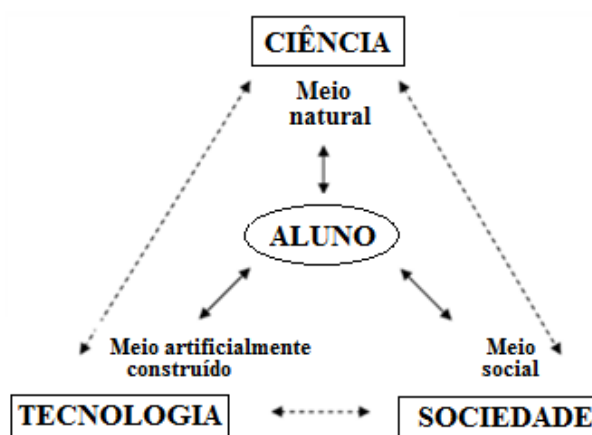 CIÊNCIA
Meio
natural
ALUNO
Meio artificialmente
construído
Meio
social
TECNOLOGIA
SOCIEDADE